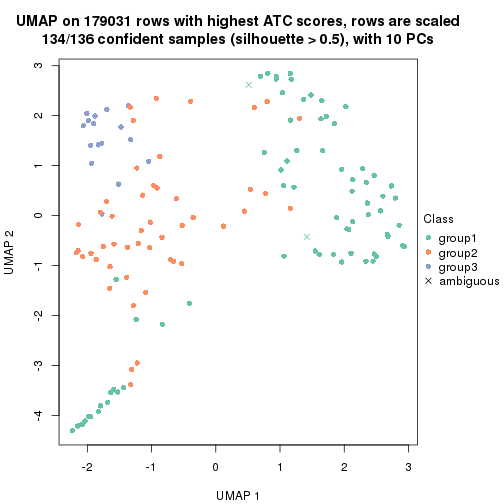 UMAP on 179031 rows with highest ATC scores, rows are scaled
134/136 confident samples (silhouette > 0.5), with 10 PCs
3
2
1
0
-1
-2
-3
-4
UMAP 2
-2
-1
0
1
2
3
UMAP 1
Class
group1
group2
group3
ambiguous